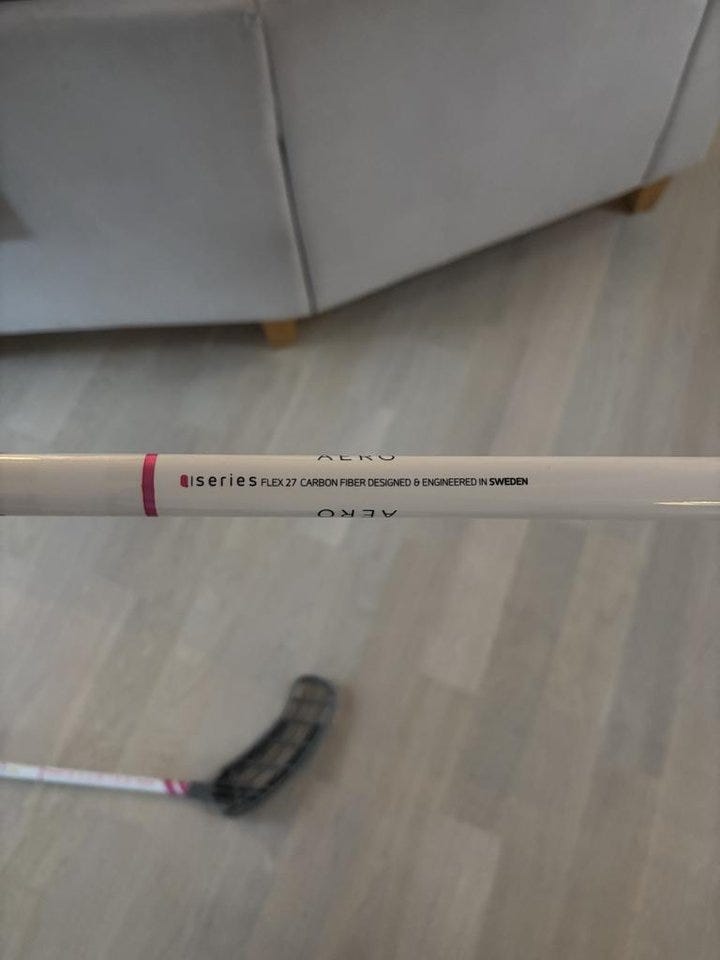 AERO
series FLEX 27 CARBON FIBER DESIGNED & ENGINEERED IN SWEDEN
AERO